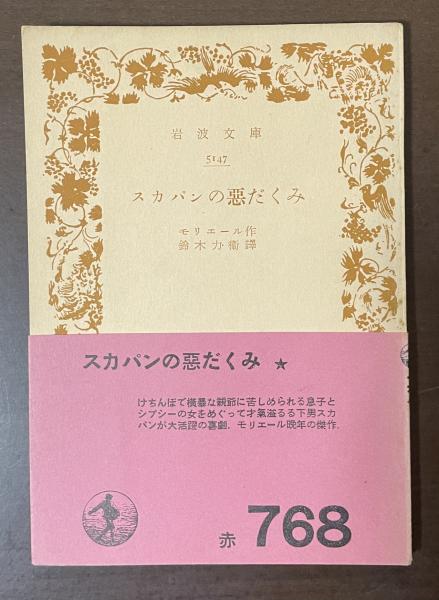 岩波文庫
5147
スカパンの惡だくみ
モリエール作
鈴木力衞譯
スカパンの惡だくみ ★
けちんぼで横暴な親爺に苦しめられる息子と
ジプシーの女をめぐって才氣溢るる下男スカ
パンが大活躍の喜劇．モリエール晩年の傑作．
赤 768